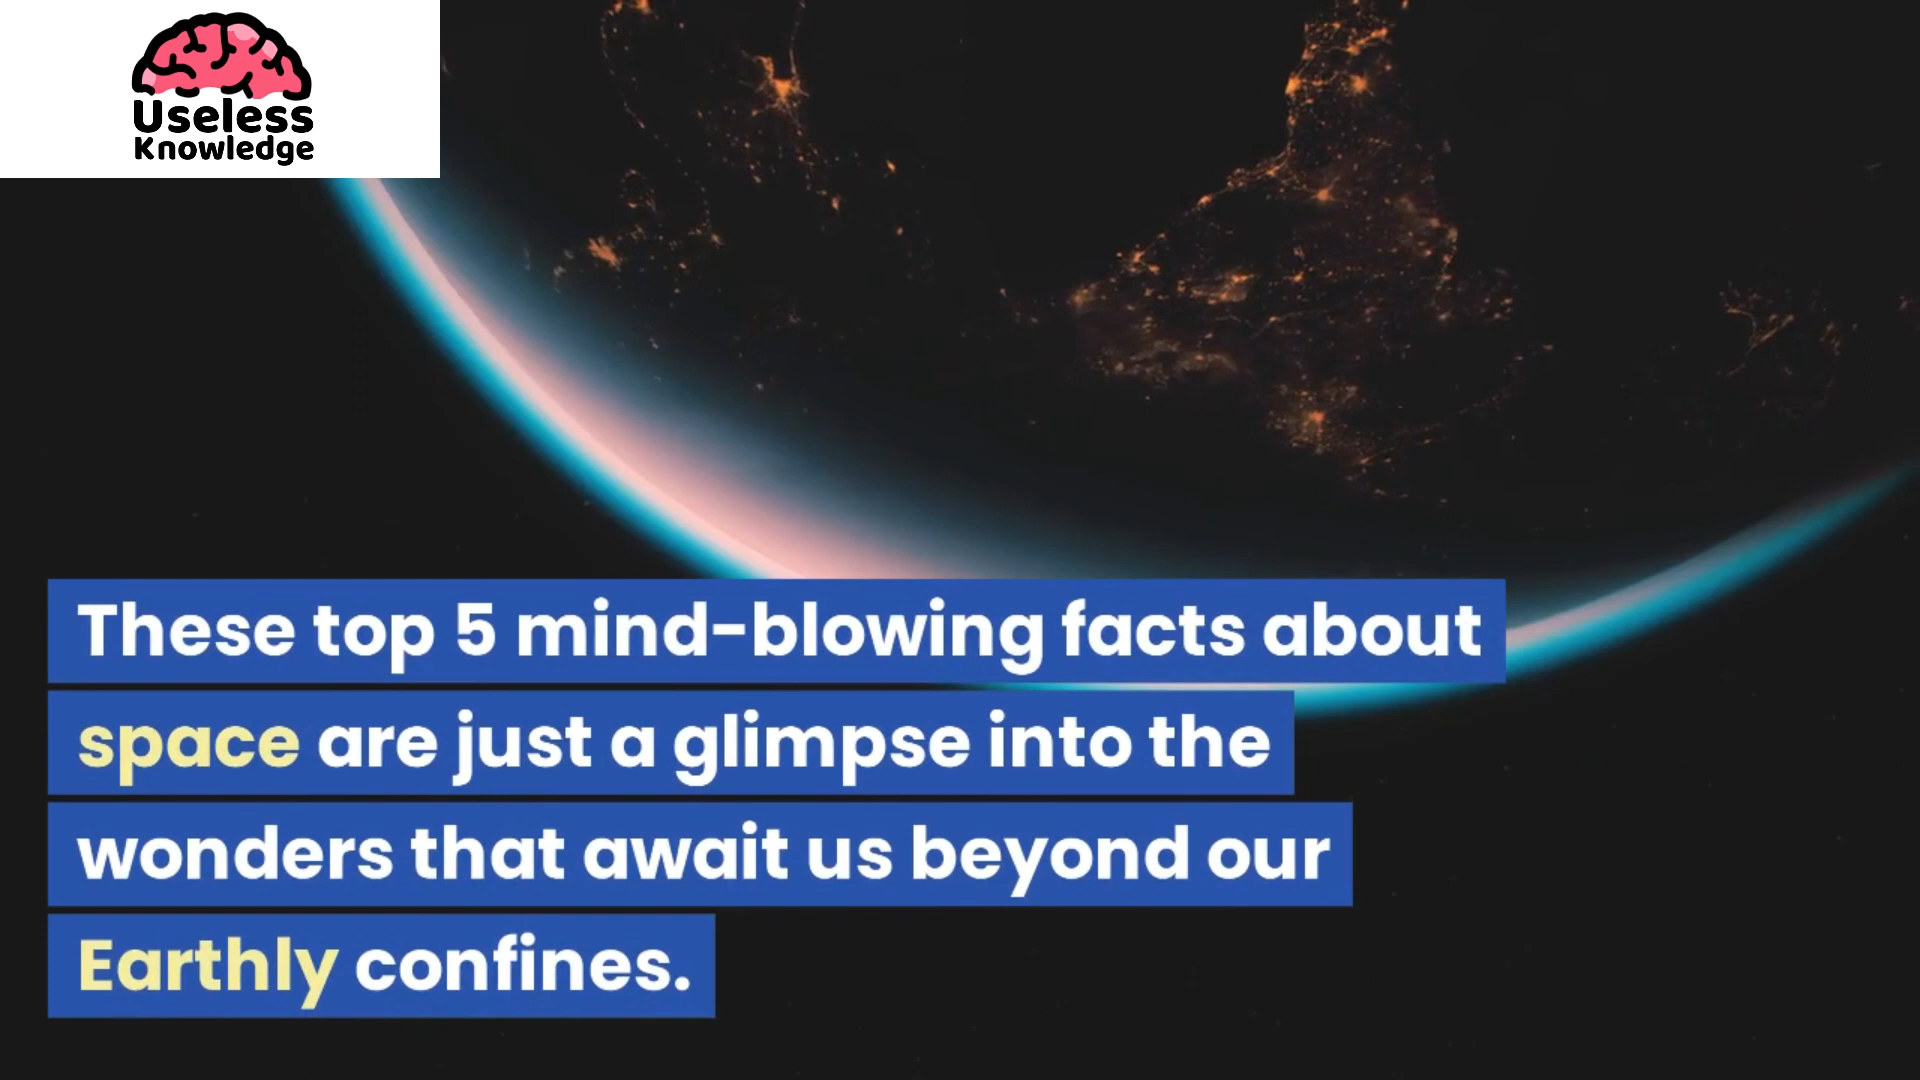 Useless
Knowledge
These top 5 mind-blowing facts about
space are just a glimpse into the
wonders that await us beyond our
Earthly confines.